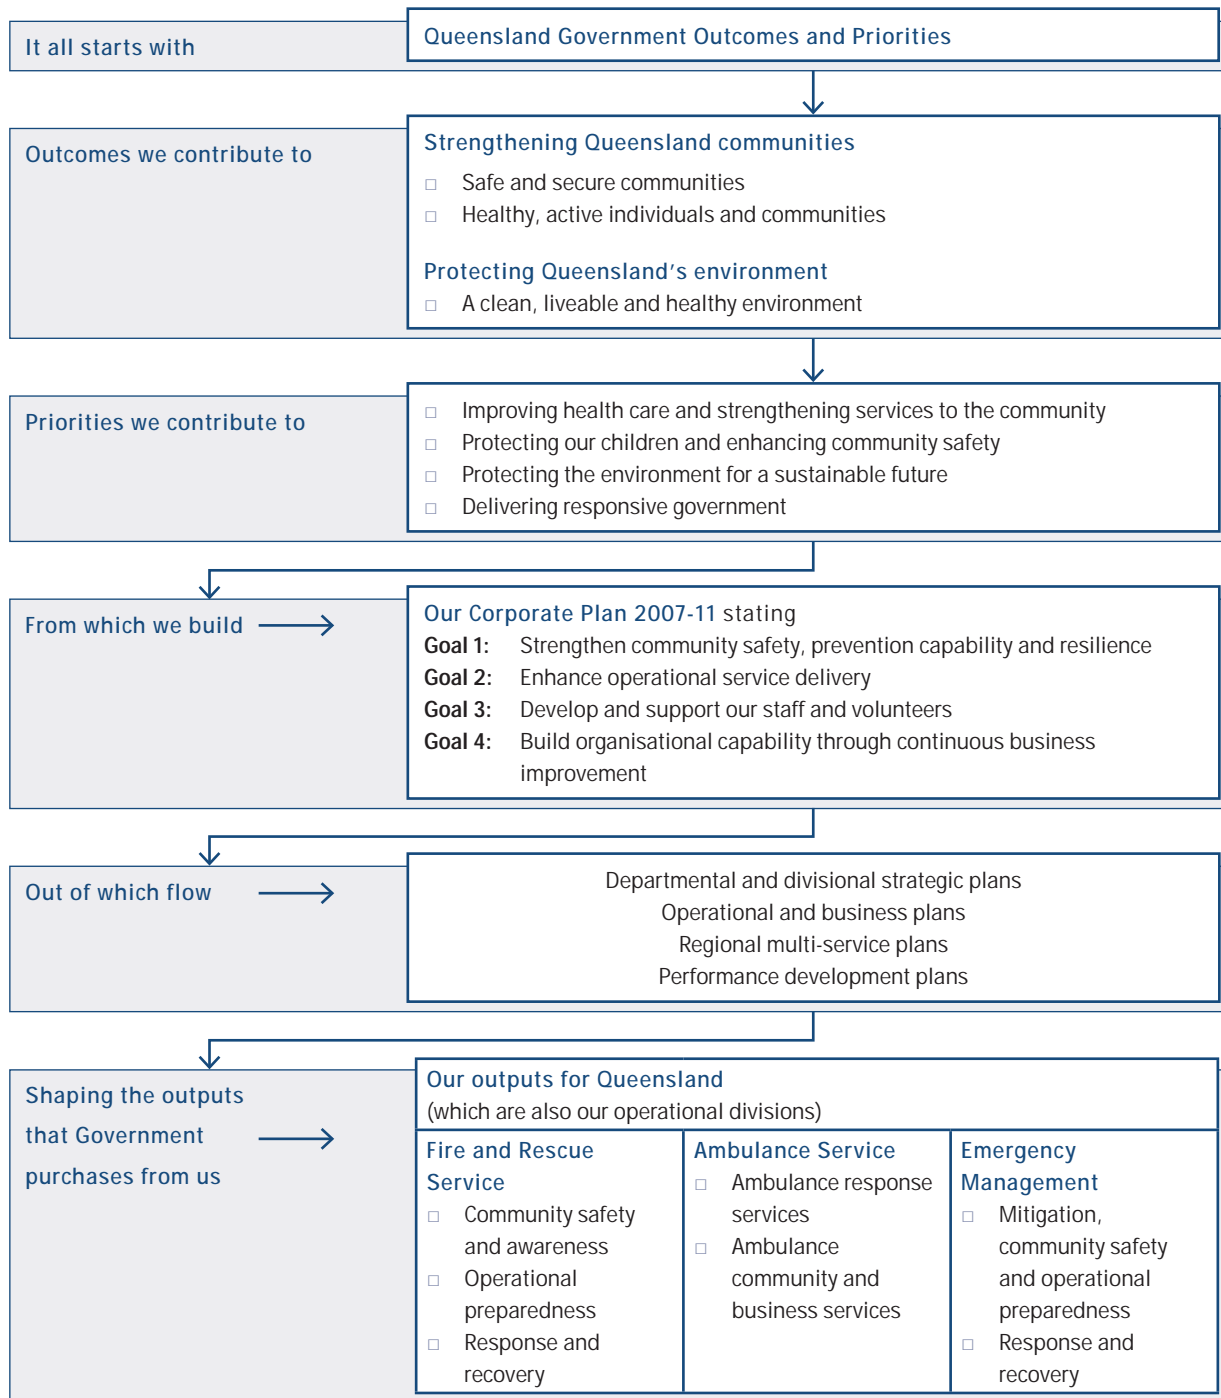 It all starts with
Queensland Government Outcomes and Priorities
Outcomes we contribute to
Strengthening Queensland communities
□ Safe and secure communities
□ Healthy, active individuals and communities
Protecting Queensland's environment
□ A clean, liveable and healthy environment
Priorities we contribute to
□ Improving health care and strengthening services to the community
□ Protecting our children and enhancing community safety
□ Protecting the environment for a sustainable future
□ Delivering responsive government
From which we build
Our Corporate Plan 2007-11 stating
Goal 1: Strengthen community safety, prevention capability and resilience
Goal 2: Enhance operational service delivery
Goal 3: Develop and support our staff and volunteers
Goal 4: Build organisational capability through continuous business
improvement
Out of which flow
Departmental and divisional strategic plans
Operational and business plans
Regional multi-service plans
Performance development plans
Shaping the outputs
that Government
purchases from us
Our outputs for Queensland
(which are also our operational divisions)
Fire and Rescue
Service
□ Community safety
and awareness
□ Operational
preparedness
□ Response and
recovery
Ambulance Service
□ Ambulance response
services
□ Ambulance
community and
business services
Emergency
Management
□ Mitigation,
community safety
and operational
preparedness
□ Response and
recovery